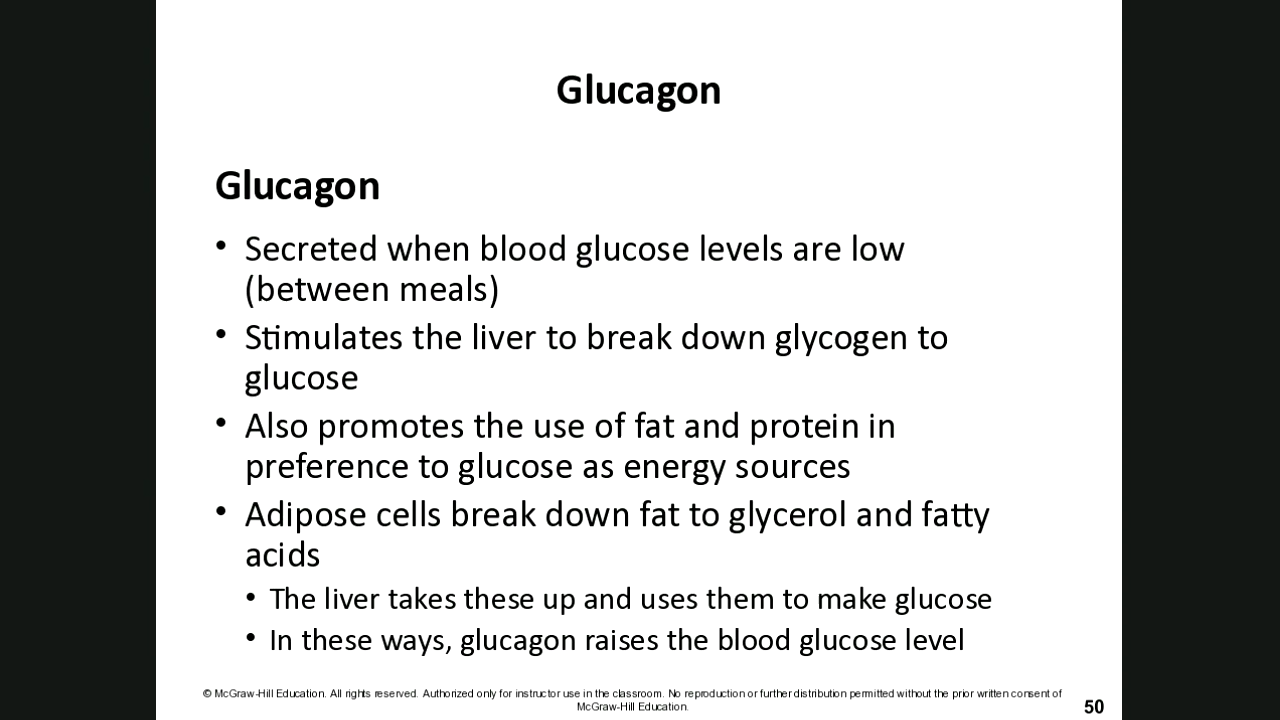 Glucagon
Glucagon
• Secreted when blood glucose levels are low
(between meals)
• Stimulates the liver to break down glycogen to
glucose
• Also promotes the use of fat and protein in
preference to glucose as energy sources
• Adipose cells break down fat to glycerol and fatty
acids
• The liver takes these up and uses them to make glucose
• In these ways, glucagon raises the blood glucose level
© McGraw-Hill Education. All rights reserved. Authorized only for instructor use in the classroom. No reproduction or further distribution permitted without the prior written consent of
McGraw-Hill Education.
50